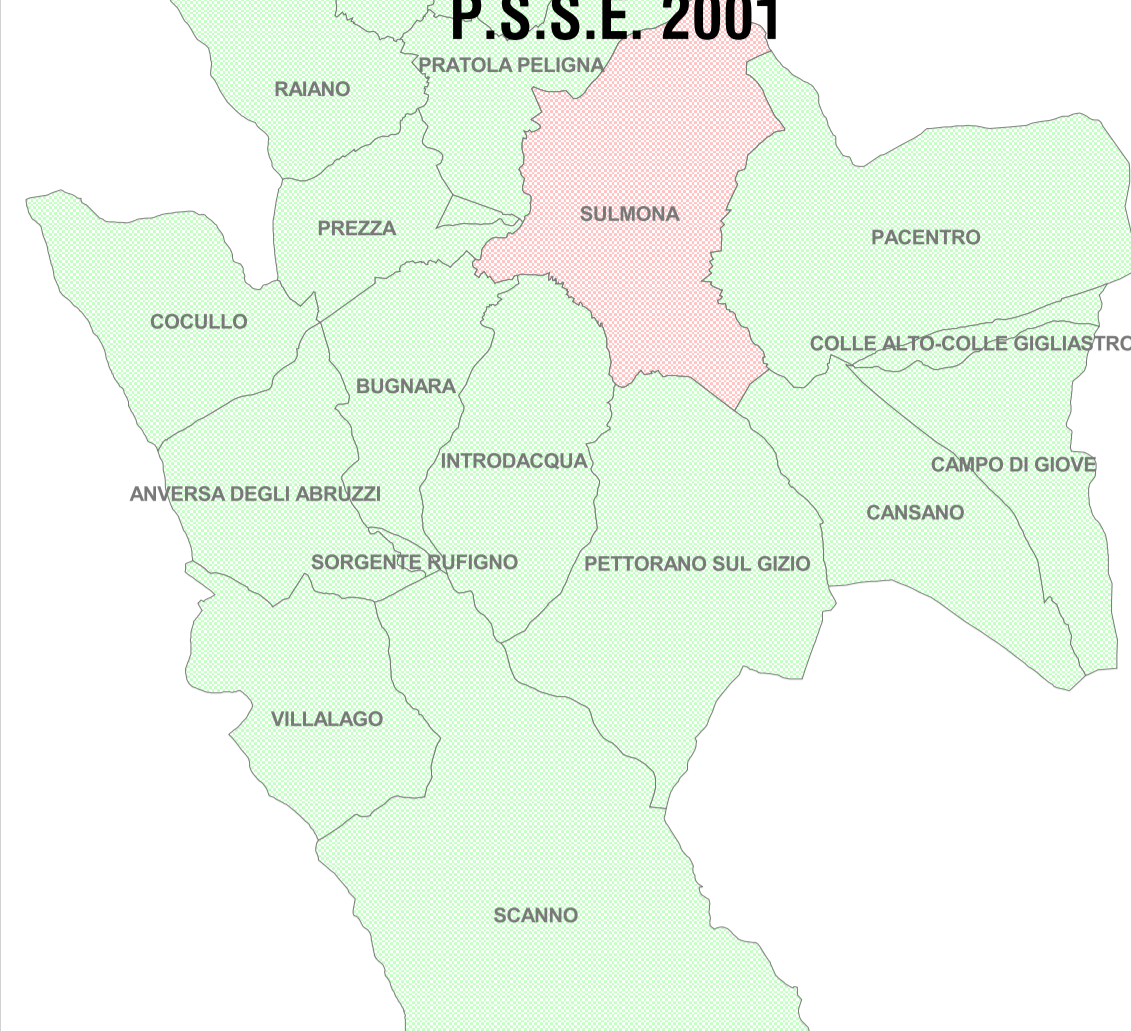 P.S.S.E. 2001
PRATOLA PELIGNA
RAIANO
SULMONA
PREZZA
PACENTRO
COCULLO
COLLE ALTO-COLLE GIGLIASTRO
BUGNARA
INTRODACQUA
CAMPO DI GIOVE
ANVERSA DEGLI ABRUZZI
CANSANO
SORGENTE RUFIGNO
PETTORANO SUL GIZIO
VILLALAGO
SCANNO